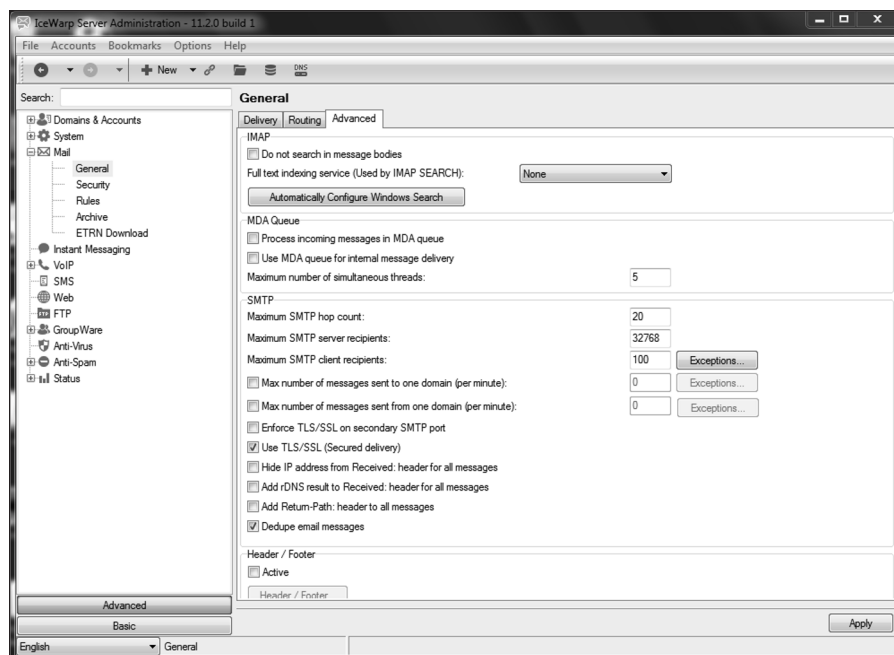 IceWarp Server Administration - 11.2.0 build 1
File Accounts Bookmarks Options Help
New DNS
Search:
Domains & Accounts
System
Mail
General
Security
Rules
Archive
ETRN Download
Instant Messaging
VoIP
SMS
Web
FTP
GroupWare
Anti-Virus
Anti-Spam
Status
Advanced
Basic
English General
General
Delivery Routing Advanced
IMAP
Do not search in message bodies
Full text indexing service (Used by IMAP SEARCH): None
Automatically Configure Windows Search
MDA Queue
Process incoming messages in MDA queue
Use MDA queue for internal message delivery
Maximum number of simultaneous threads: 5
SMTP
Maximum SMTP hop count: 20
Maximum SMTP server recipients: 32768
Maximum SMTP client recipients: 100 Exceptions...
Max number of messages sent to one domain (per minute): 0 Exceptions...
Max number of messages sent from one domain (per minute): 0 Exceptions...
Enforce TLS/SSL on secondary SMTP port
Use TLS/SSL (Secured delivery)
Hide IP address from Received: header for all messages
Add rDNS result to Received: header for all messages
Add Return-Path: header to all messages
Dedupe email messages
Header / Footer
Active
Header / Footer
Apply